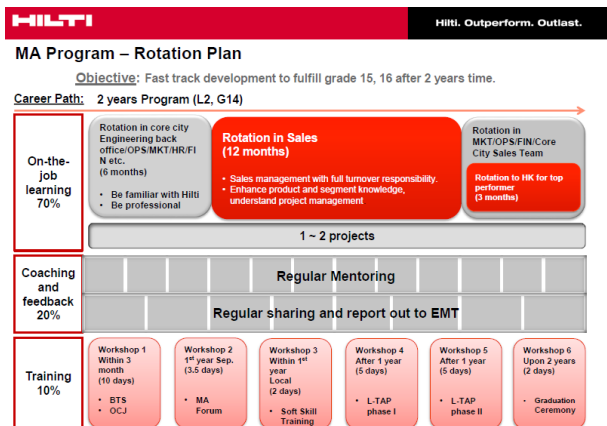 HILTI
Hilti. Outperform. Outlast.
MA Program – Rotation Plan
Objective: Fast track development to fulfill grade 15, 16 after 2 years time.
Career Path: 2 years Program (L2, G14)
On-the-
job
learning
70%
Rotation in core city
Engineering back
office/OPS/MKT/HR/FI
N etc.
(6 months)
• Be familiar with Hilti
• Be professional
Rotation in Sales
(12 months)
• Sales management with full turnover responsibility.
• Enhance product and segment knowledge,
understand project management
Rotation in
MKT/OPS/FIN/Core
City Sales Team
Rotation to HK for top
performer
(3 months)
1 ~ 2 projects
Coaching
and
feedback
20%
Regular Mentoring
Regular sharing and report out to EMT
Training
10%
Workshop 1
Within 3
month
(10 days)
• BTS
• OCJ
Workshop 2
1st year Sep.
(3.5 days)
• MA
Forum
Workshop 3
Within 1st
year
Local
(2 days)
• Soft Skill
Training
Workshop 4
After 1 year
(5 days)
• L-TAP
phase I
Workshop 5
After 1 year
(5 days)
• L-TAP
phase II
Workshop 6
Upon 2 years
(2 days)
• Graduation
Ceremony